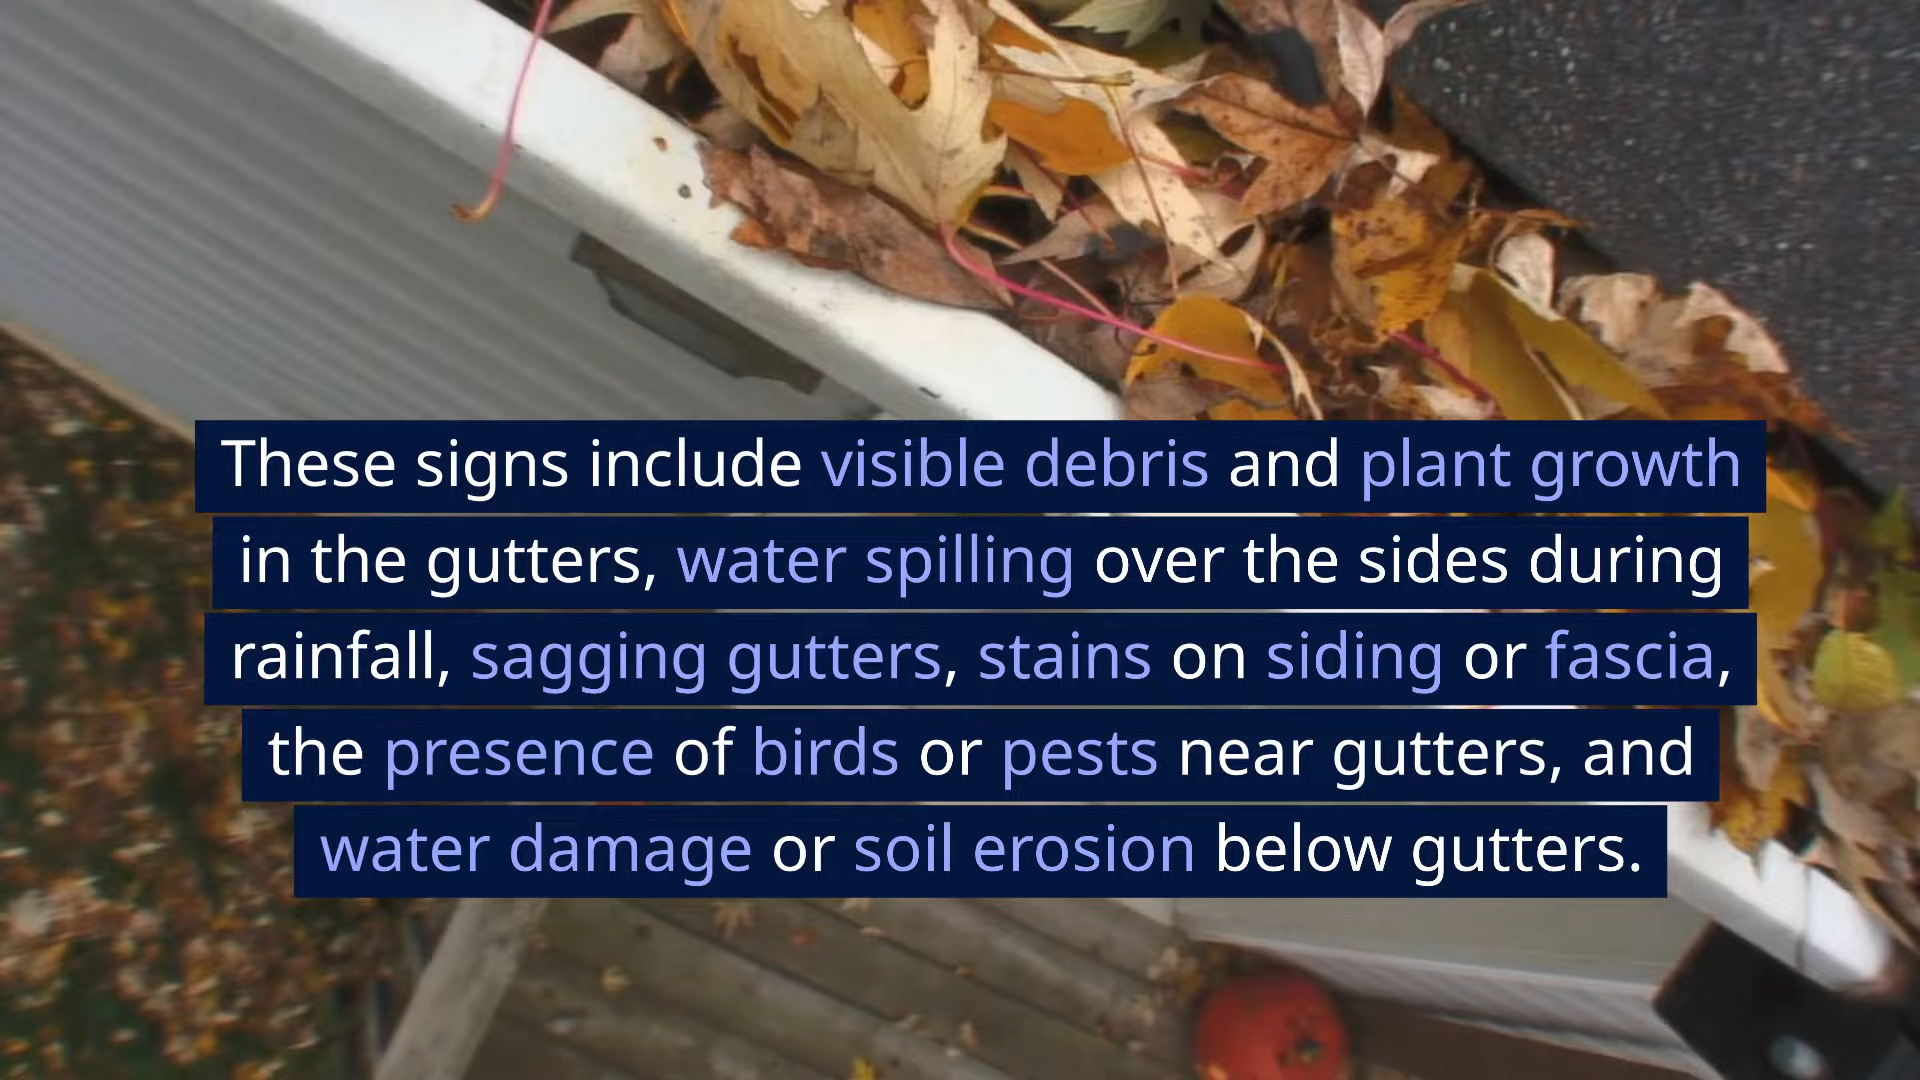 These signs include visible debris and plant growth
in the gutters, water spilling over the sides during
rainfall, sagging gutters, stains on siding or fascia,
the presence of birds or pests near gutters, and
water damage or soil erosion below gutters.